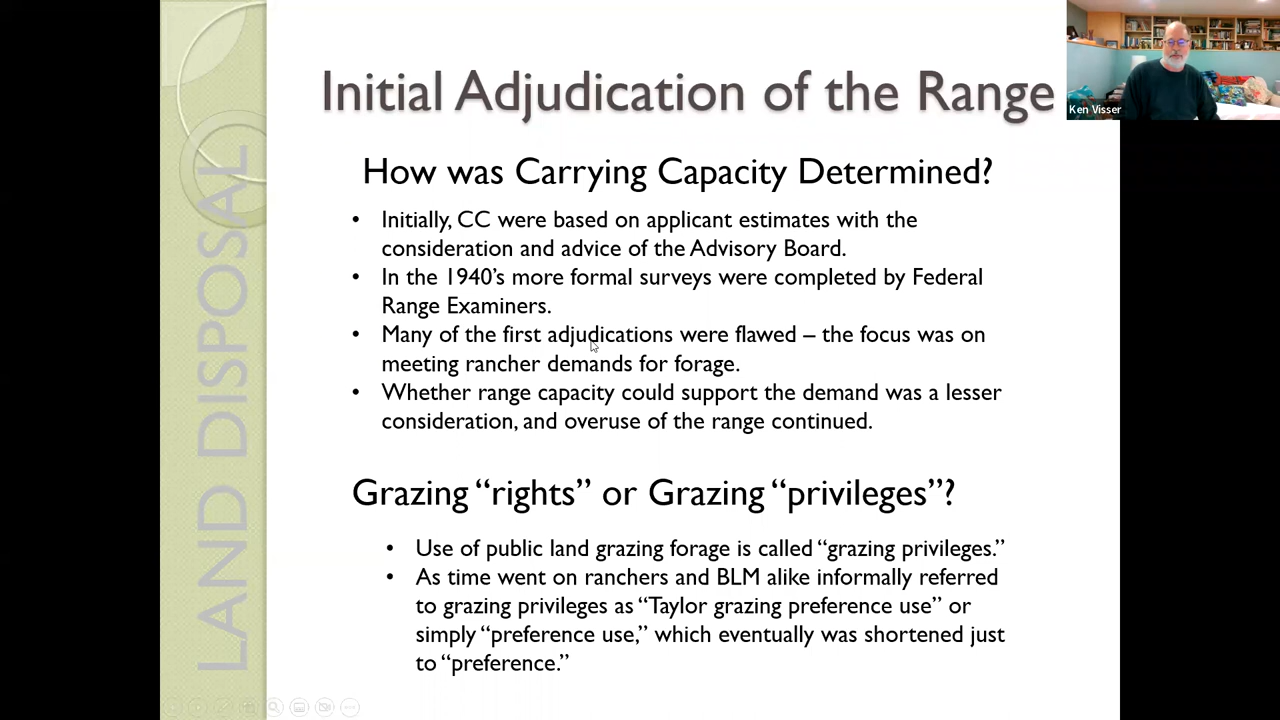 Initial Adjudication of the Range
Ken Visser
LAND DISPOSAL
How was Carrying Capacity Determined?
• Initially, CC were based on applicant estimates with the
consideration and advice of the Advisory Board.
• In the 1940’s more formal surveys were completed by Federal
Range Examiners.
• Many of the first adjudications were flawed – the focus was on
meeting rancher demands for forage.
• Whether range capacity could support the demand was a lesser
consideration, and overuse of the range continued.
Grazing “rights” or Grazing “privileges”?
• Use of public land grazing forage is called “grazing privileges.”
• As time went on ranchers and BLM alike informally referred
to grazing privileges as “Taylor grazing preference use” or
simply “preference use,” which eventually was shortened just
to “preference.”